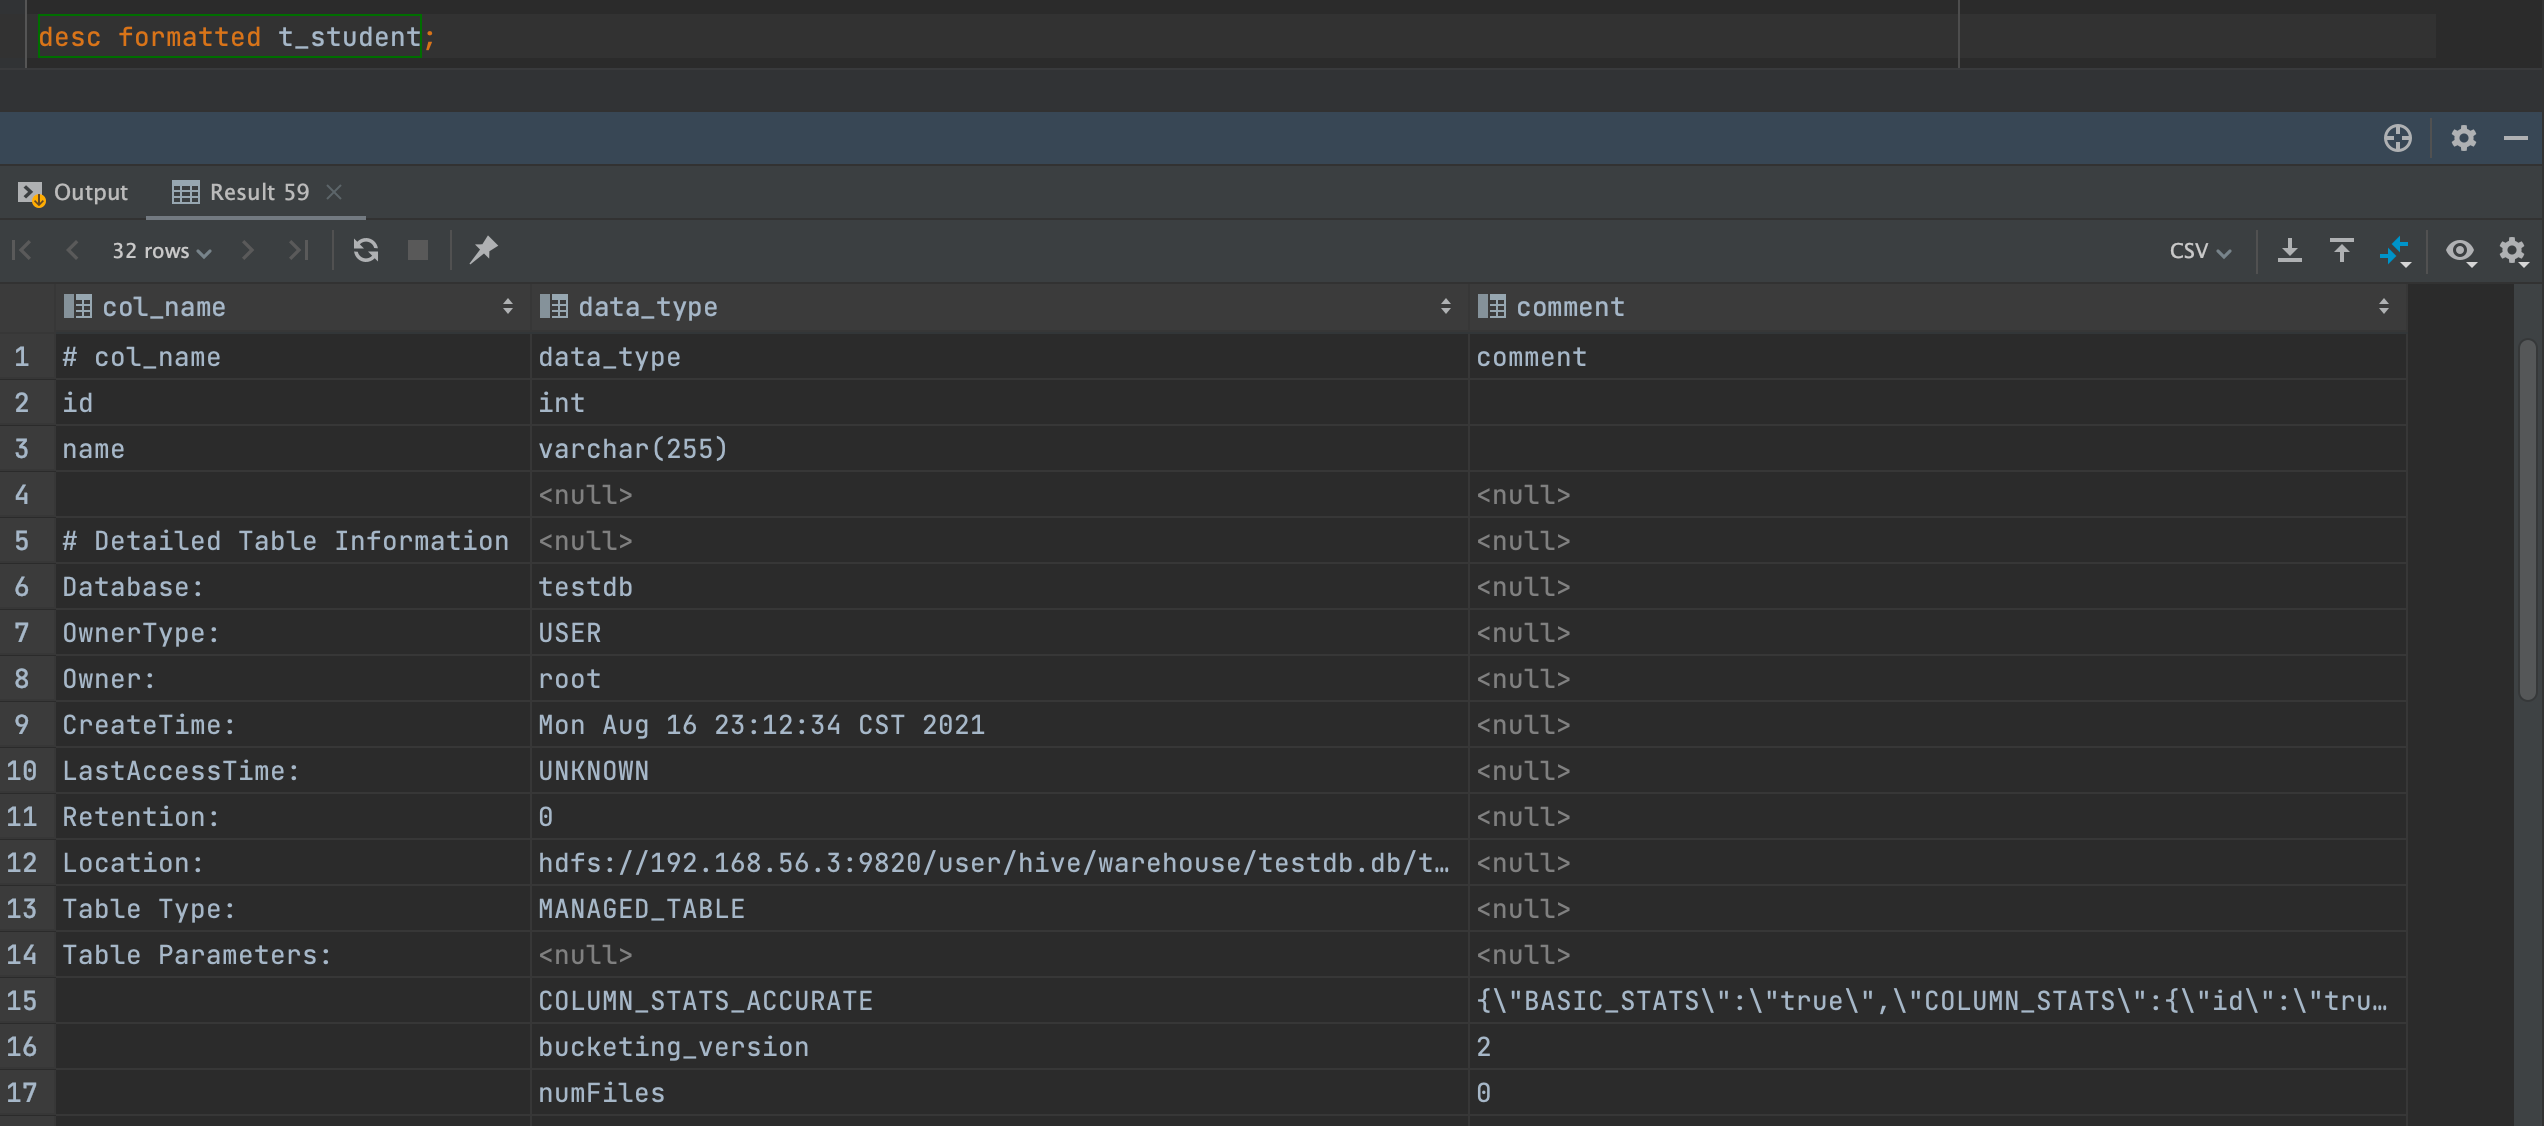 desc formatted t_student;
Output Result 59
32 rows CSV
col_name data_type comment
1 # col_name data_type comment
2 id int
3 name varchar(255)
4 <null> <null>
5 # Detailed Table Information <null> <null>
6 Database: testdb <null>
7 OwnerType: USER <null>
8 Owner: root <null>
9 CreateTime: Mon Aug 16 23:12:34 CST 2021 <null>
10 LastAccessTime: UNKNOWN <null>
11 Retention: 0 <null>
12 Location: hdfs://192.168.56.3:9820/user/hive/warehouse/testdb.db/t… <null>
13 Table Type: MANAGED_TABLE <null>
14 Table Parameters: <null> <null>
15 COLUMN_STATS_ACCURATE {\"BASIC_STATS\":\"true\",\"COLUMN_STATS\":{\"id\":\"tru…
16 bucketing_version 2
17 numFiles 0